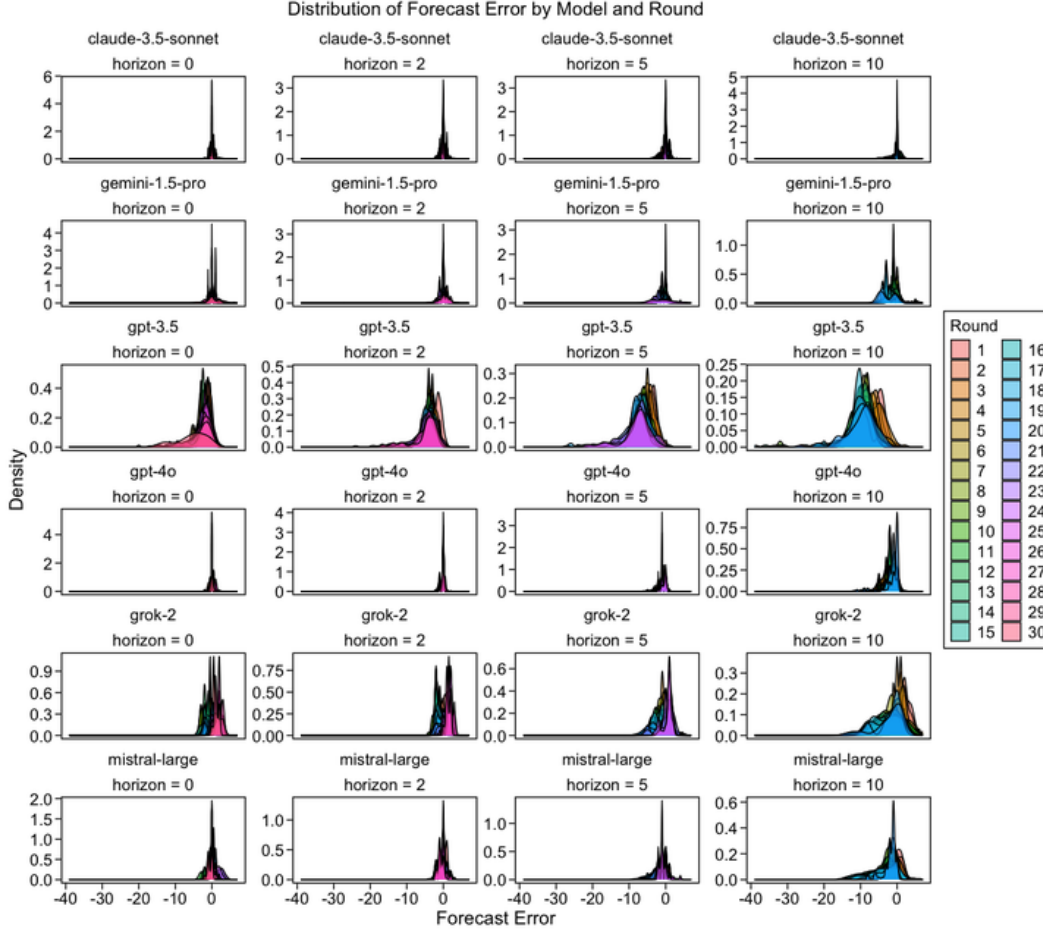 Distribution of Forecast Error by Model and Round
claude-3.5-sonnet claude-3.5-sonnet claude-3.5-sonnet claude-3.5-sonnet
horizon = 0 horizon = 2 horizon = 5 horizon = 10
6 4 2 0
3 2 1 0
3 2 1 0
5 4 3 2 1 0
gemini-1.5-pro gemini-1.5-pro gemini-1.5-pro gemini-1.5-pro
horizon = 0 horizon = 2 horizon = 5 horizon = 10
4 3 2 1 0
3 2 1 0
3 2 1 0
1.0 0.5 0.0
gpt-3.5 gpt-3.5 gpt-3.5 gpt-3.5
horizon = 0 horizon = 2 horizon = 5 horizon = 10
0.4 0.2 0.0
0.5 0.4 0.3 0.2 0.1 0.0
0.3 0.2 0.1 0.0
0.25 0.20 0.15 0.10 0.05 0.00
gpt-4o gpt-4o gpt-4o gpt-4o
horizon = 0 horizon = 2 horizon = 5 horizon = 10
4 2 0
4 3 2 1 0
3 2 1 0
0.75 0.50 0.25 0.00
grok-2 grok-2 grok-2 grok-2
horizon = 0 horizon = 2 horizon = 5 horizon = 10
0.9 0.6 0.3 0.0
0.75 0.50 0.25 0.00
0.6 0.4 0.2 0.0
0.3 0.2 0.1 0.0
mistral-large mistral-large mistral-large mistral-large
horizon = 0 horizon = 2 horizon = 5 horizon = 10
2.0 1.5 1.0 0.5 0.0
1.0 0.5 0.0
1.0 0.5 0.0
0.6 0.4 0.2 0.0
-40 -30 -20 -10 0 -40 -30 -20 -10 0 -40 -30 -20 -10 0 -40 -30 -20 -10 0
Forecast Error
Density
Round
1 16
2 17
3 18
4 19
5 20
6 21
7 22
8 23
9 24
10 25
11 26
12 27
13 28
14 29
15 30